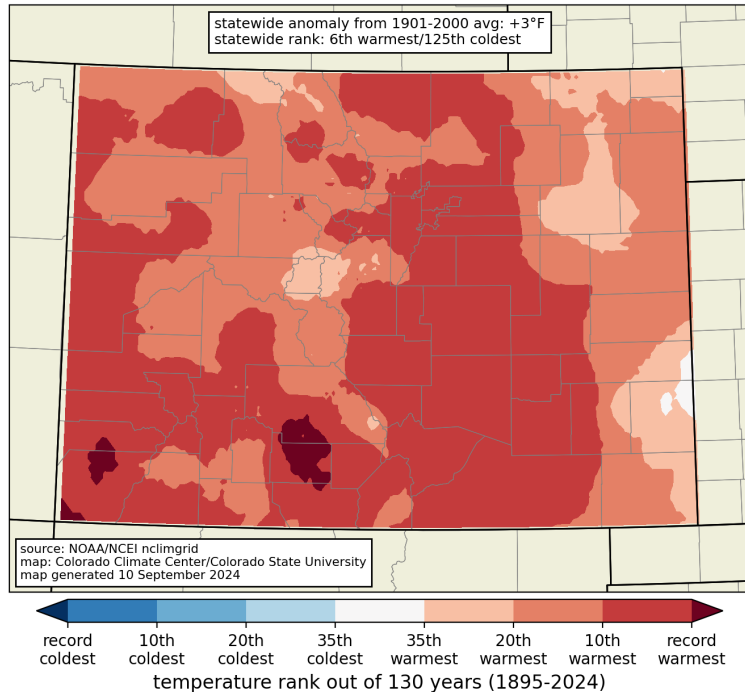 statewide anomaly from 1901-2000 avg: +3°F
statewide rank: 6th warmest/125th coldest
source: NOAA/NCEI nclimgrid
map: Colorado Climate Center/Colorado State University
map generated 10 September 2024
record coldest
10th coldest
20th coldest
35th coldest
35th warmest
20th warmest
10th warmest
record warmest
temperature rank out of 130 years (1895-2024)